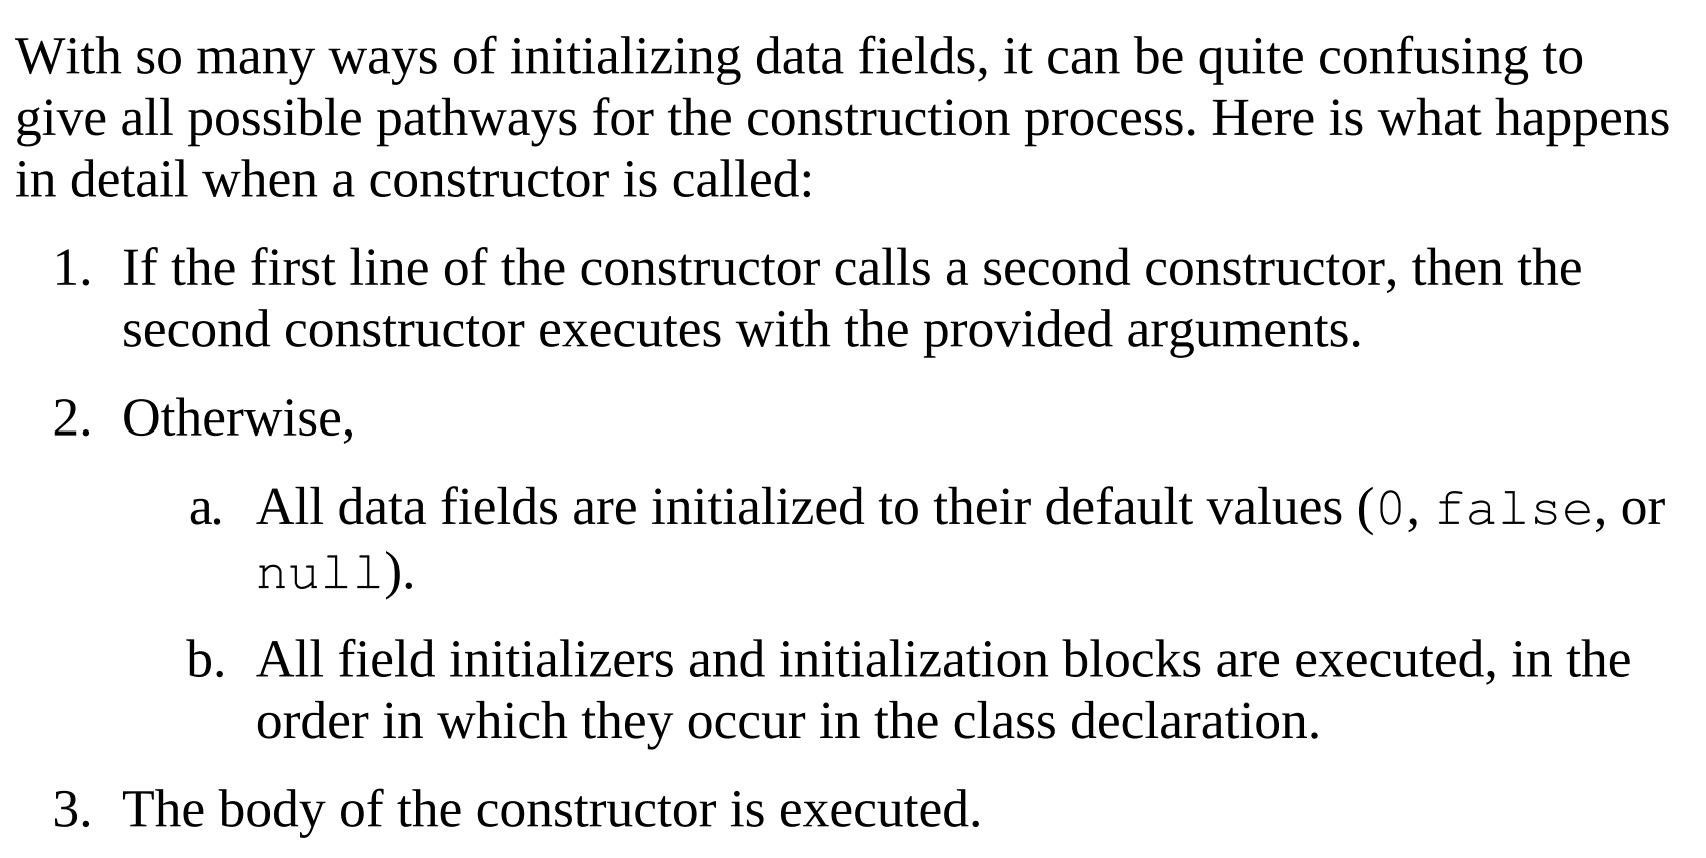 With so many ways of initializing data fields, it can be quite confusing to
give all possible pathways for the construction process. Here is what happens
in detail when a constructor is called:
1. If the first line of the constructor calls a second constructor, then the
second constructor executes with the provided arguments.
2. Otherwise,
a. All data fields are initialized to their default values (0, false, or
null).
b. All field initializers and initialization blocks are executed, in the
order in which they occur in the class declaration.
3. The body of the constructor is executed.